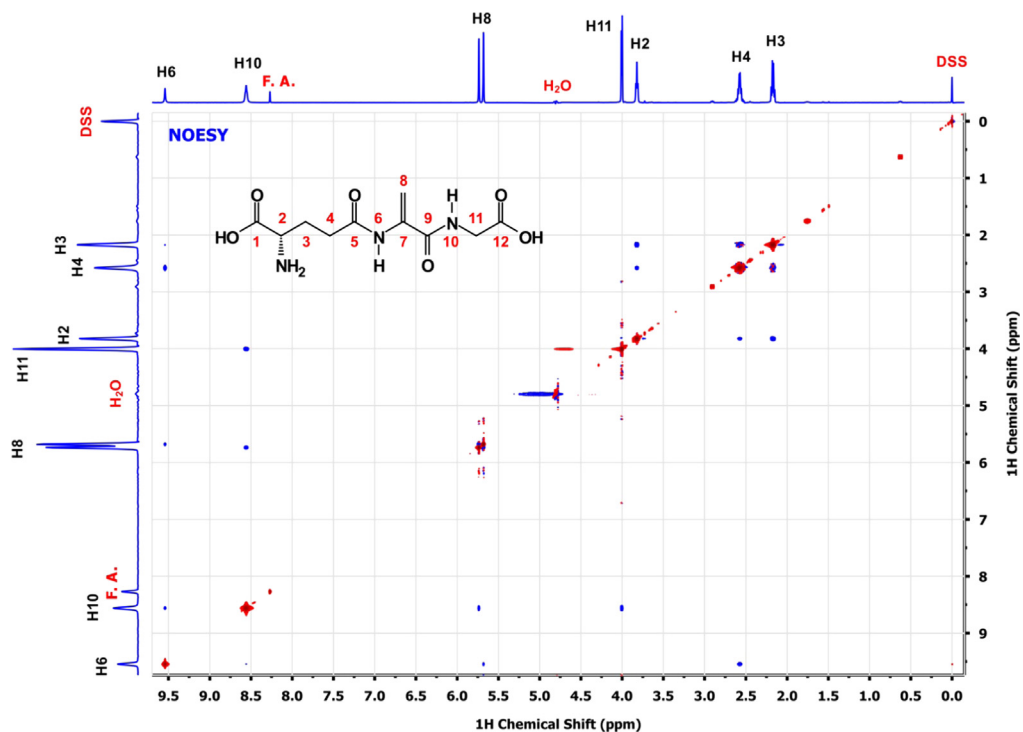 H6
H10
F. A.
H8
H₂O
H11
H2
H4
H3
DSS
NOESY
DSS
H3
H4
H2
H11
H₂O
H8
F. A.
H10
H6
8
O
O
H
O
2
4
6
9
N
11
HO
1
3
5
N
7
10
12
OH
NH₂
H
O
0
1
2
3
4
5
6
7
8
9
1H Chemical Shift (ppm)
9.5 9.0 8.5 8.0 7.5 7.0 6.5 6.0 5.5 5.0 4.5 4.0 3.5 3.0 2.5 2.0 1.5 1.0 0.5 0.0
1H Chemical Shift (ppm)